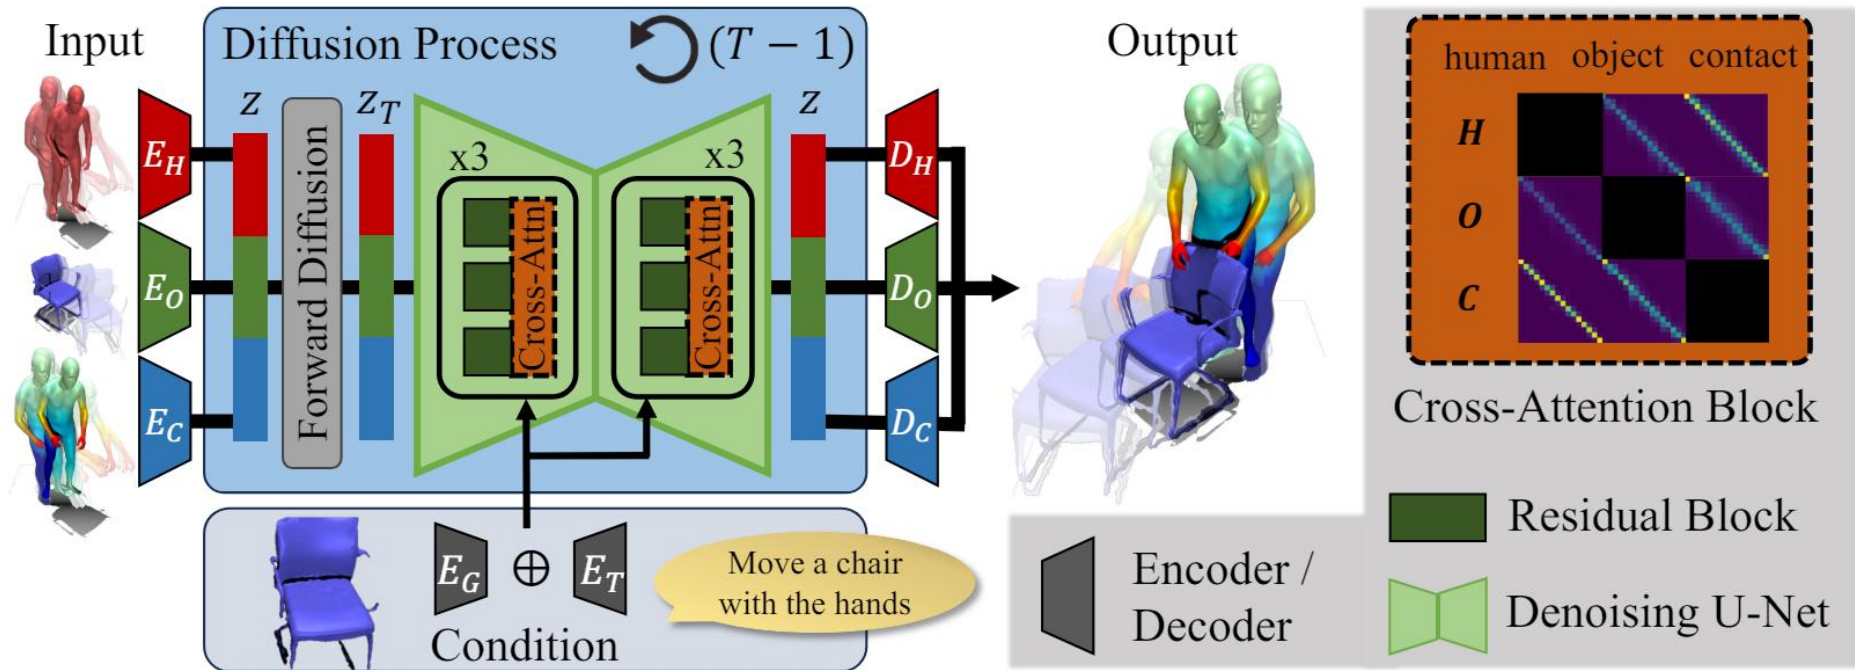 Input
Diffusion Process
(T − 1)
Output
z
z_T
z
E_H
E_O
E_C
Forward Diffusion
x3
Cross-Attn
x3
Cross-Attn
D_H
D_O
D_C
E_G
⊕
E_T
Condition
Move a chair
with the hands
human object contact
H
O
C
Cross-Attention Block
Encoder /
Decoder
Residual Block
Denoising U-Net